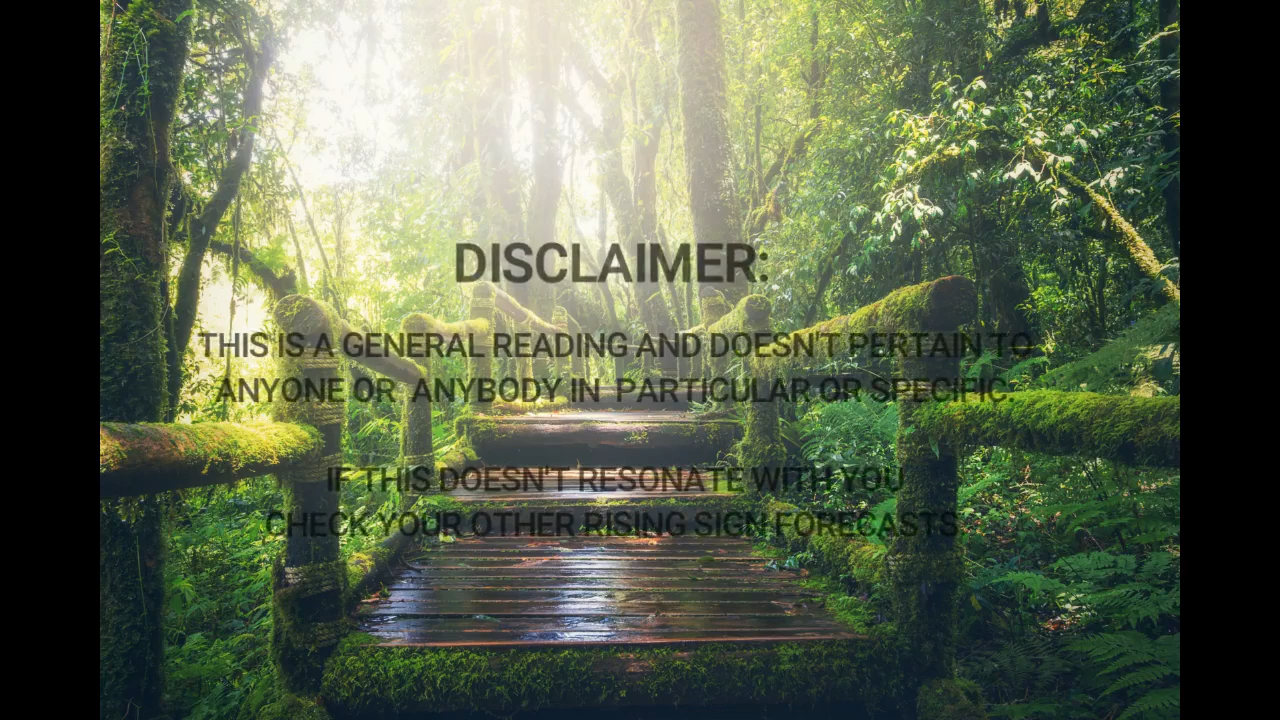 DISCLAIMER:
THIS IS A GENERAL READING AND DOESN'T PERTAIN TO
ANYONE OR ANYBODY IN PARTICULAR OR SPECIFIC.
IF THIS DOESN'T RESONATE WITH YOU
CHECK YOUR OTHER RISING SIGN FORECASTS